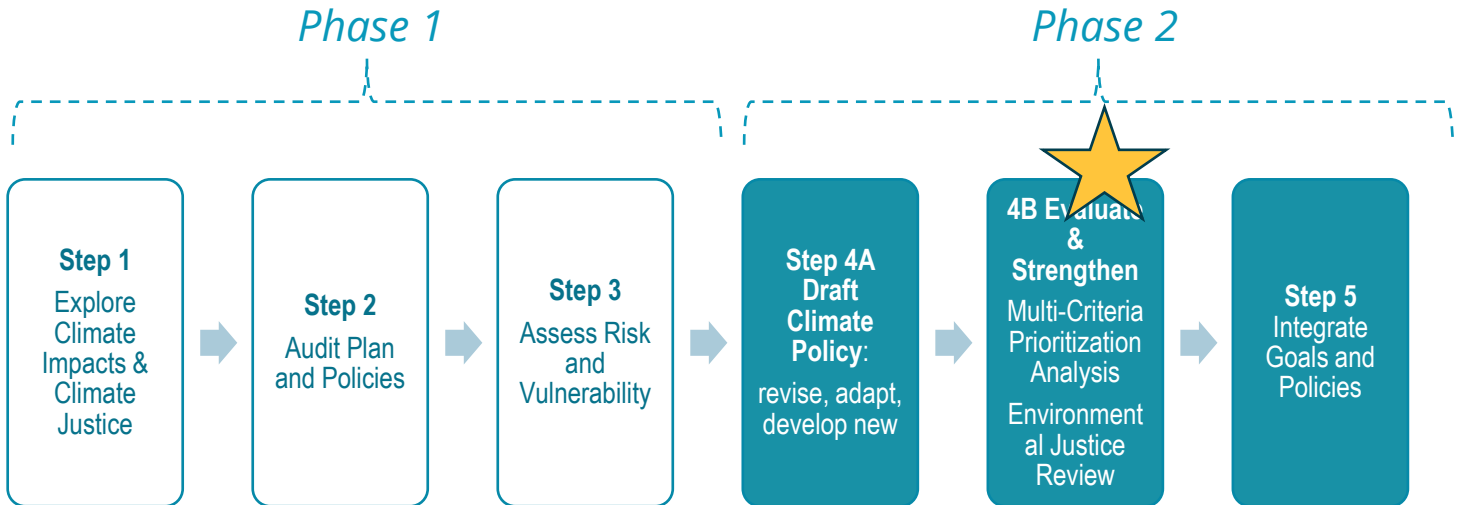 Phase 1
Phase 2
Step 1
Explore
Climate
Impacts &
Climate
Justice
Step 2
Audit Plan
and Policies
Step 3
Assess Risk
and
Vulnerability
Step 4A
Draft
Climate
Policy:
revise, adapt,
develop new
4B Evaluate
&
Strengthen
Multi-Criteria
Prioritization
Analysis
Environment
al Justice
Review
Step 5
Integrate
Goals and
Policies